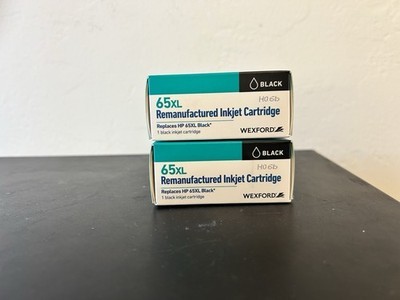 BLACK
65XL
H06b
Remanufactured Inkjet Cartridge
Replaces HP 65XL Black*
1 black inkjet cartridge
WEXFORD
BLACK
65XL
H06b
Remanufactured Inkjet Cartridge
Replaces HP 65XL Black*
1 black inkjet cartridge
WEXFORD